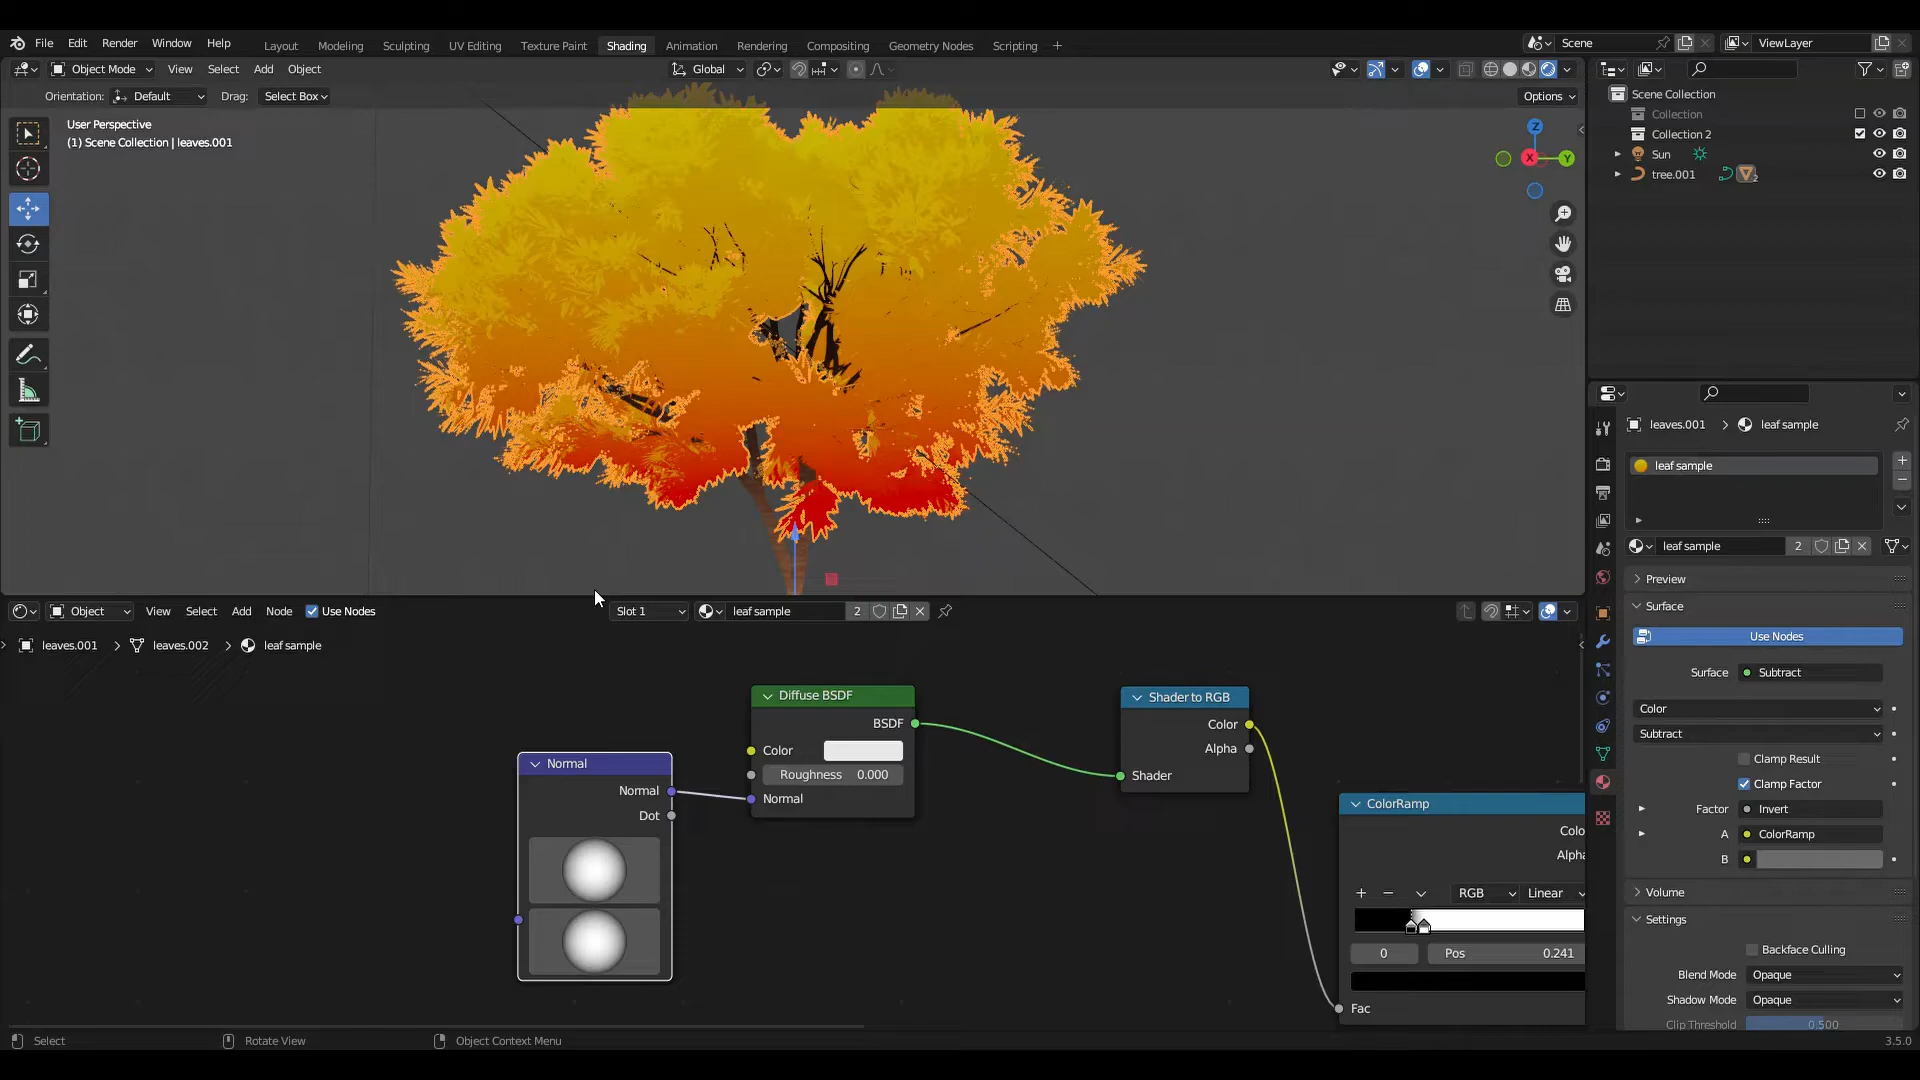 File Edit Render Window Help Layout Modeling Sculpting UV Editing Texture Paint Shading Animation Rendering Compositing Geometry Nodes Scripting + Scene ViewLayer
Object Mode View Select Add Object Global
Orientation: Default Drag: Select Box Options
User Perspective
(1) Scene Collection | leaves.001
Z
X
Y
Scene Collection
Collection
Collection 2
Sun
tree.001
2
leaves.001 > leaf sample
leaf sample
leaf sample 2
Preview
Surface
Use Nodes
Surface Subtract
Color
Subtract
Clamp Result
Clamp Factor
Factor Invert
A ColorRamp
B
Volume
Settings
Backface Culling
Blend Mode Opaque
Shadow Mode Opaque
Clip Threshold 0.500
Object View Select Add Node Use Nodes Slot 1 leaf sample 2
leaves.001 > leaves.002 > leaf sample
Normal
Normal
Dot
Diffuse BSDF
BSDF
Color
Roughness 0.000
Normal
Shader to RGB
Color
Alpha
Shader
ColorRamp
Colo
Alpha
RGB Linear
0 Pos 0.241
Fac
Select Rotate View Object Context Menu 3.5.0